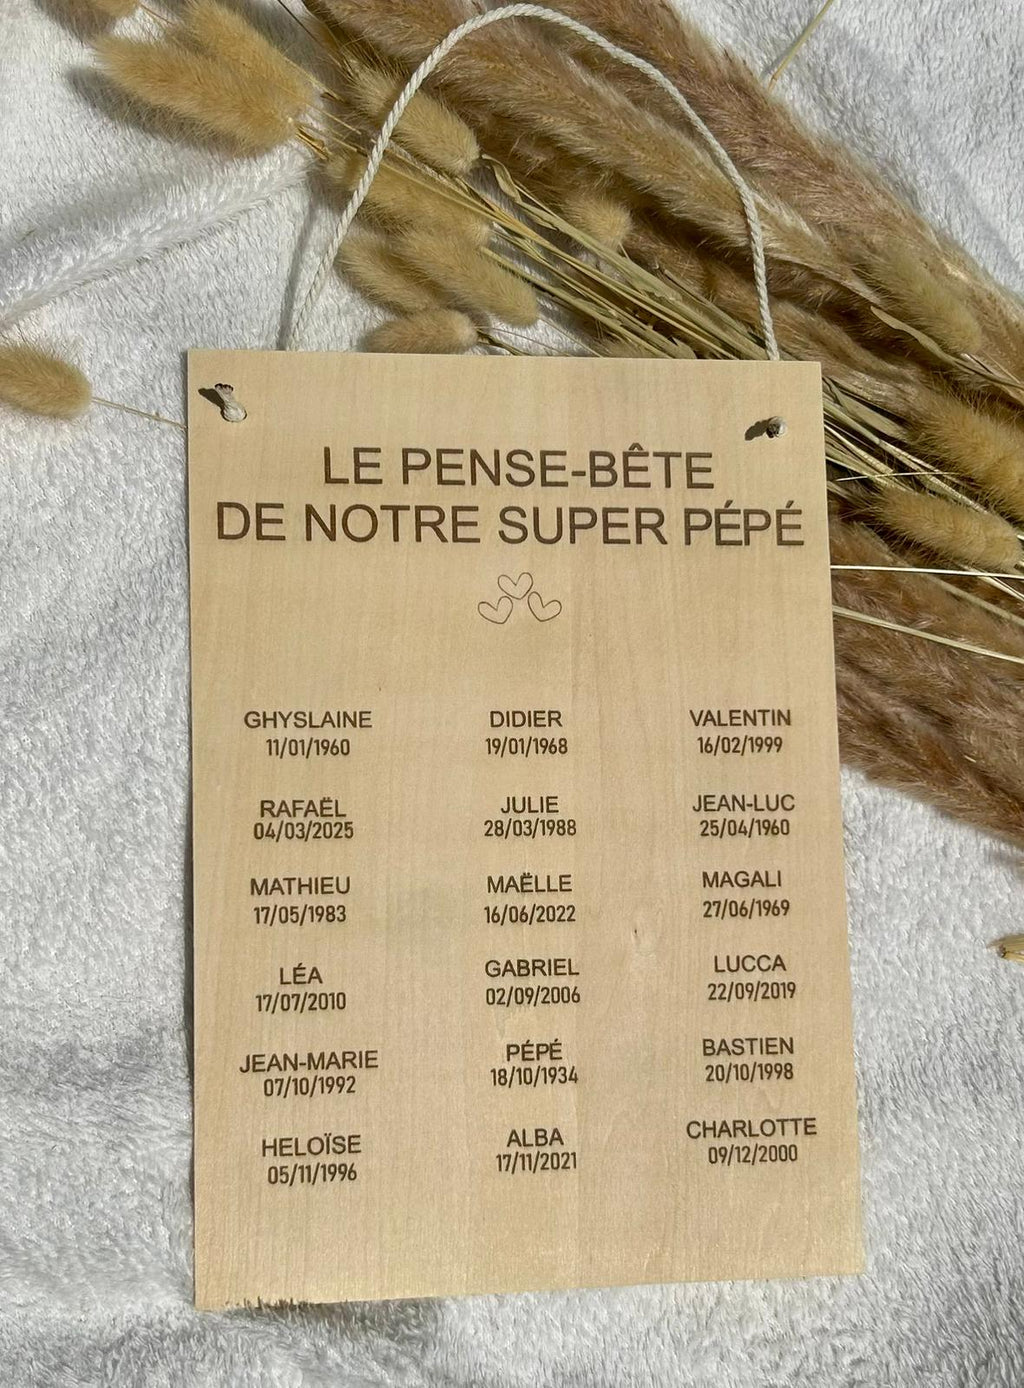 LE PENSE-BÊTE
DE NOTRE SUPER PÉPÉ
GHYSLAINE DIDIER VALENTIN
11/01/1960 19/01/1968 16/02/1999
RAFAËL JULIE JEAN-LUC
04/03/2025 28/03/1988 25/04/1960
MATHIEU MAËLLE MAGALI
17/05/1983 16/06/2022 27/06/1969
LÉA GABRIEL LUCCA
17/07/2010 02/09/2006 22/09/2019
JEAN-MARIE PÉPÉ BASTIEN
07/10/1992 18/10/1934 20/10/1998
HELOÏSE ALBA CHARLOTTE
05/11/1996 17/11/2021 09/12/2000